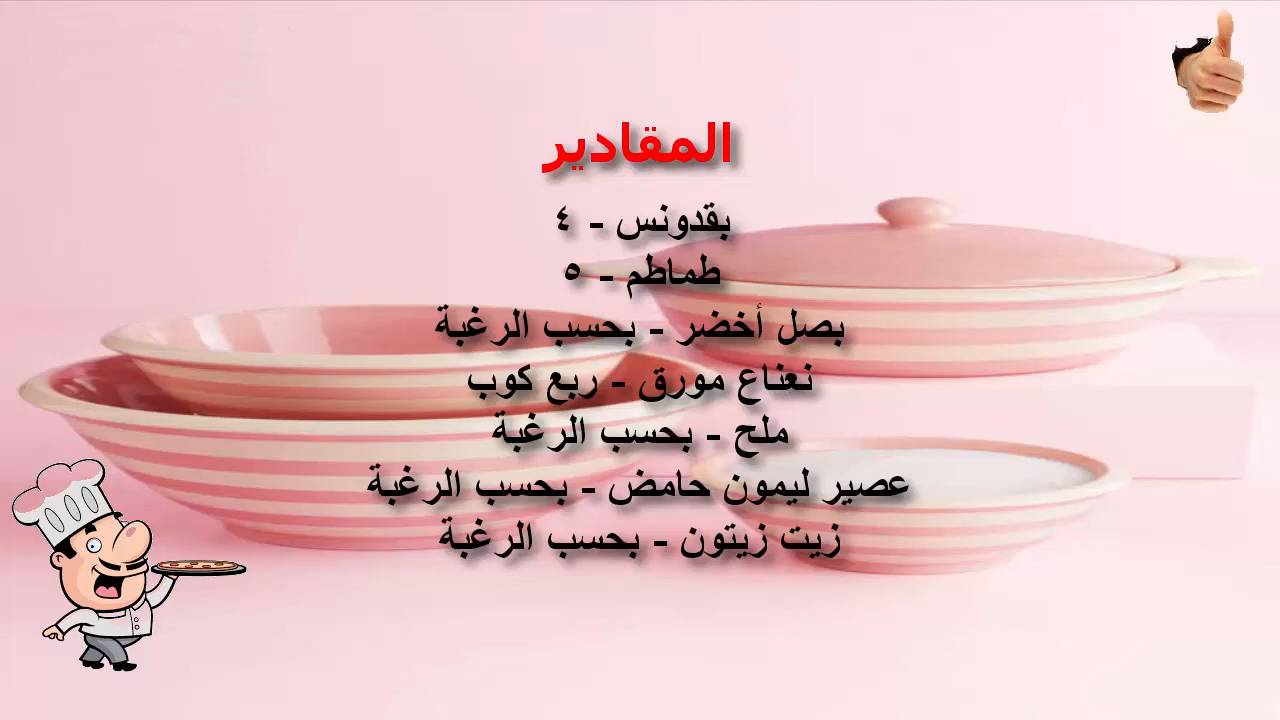 المقادير
بقدونس - ٤
طماطم - ٥
بصل أخضر - بحسب الرغبة
نعناع مورق - ربع كوب
ملح - بحسب الرغبة
عصير ليمون حامض - بحسب الرغبة
زيت زيتون - بحسب الرغبة